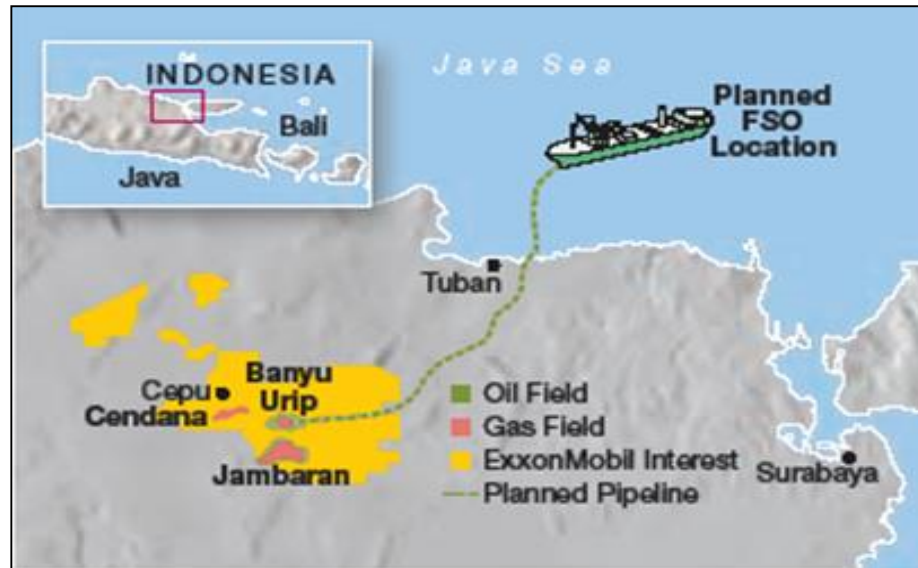 INDONESIA
Bali
Java
Java Sea
Planned
FSO
Location
Tuban
Banyu
Urip
Cepu
Cendana
Jambaran
Oil Field
Gas Field
ExxonMobil Interest
Planned Pipeline
Surabaya